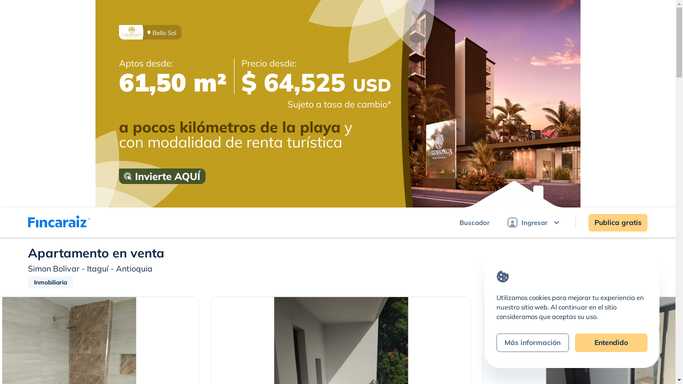 Bello Sol
Aptos desde:
61,50 m²
Precio desde:
$ 64,525 USD
Sujeto a tasa de cambio*
a pocos kilómetros de la playa y
con modalidad de renta turística
Invierte AQUÍ
Fincaraiz
Buscador
Ingresar
Publica gratis
Apartamento en venta
Simon Bolivar - Itaguí - Antioquia
Inmobiliaria
Utilizamos cookies para mejorar tu experiencia en
nuestro sitio web. Al continuar en el sitio
consideramos que aceptas su uso.
Más información
Entendido